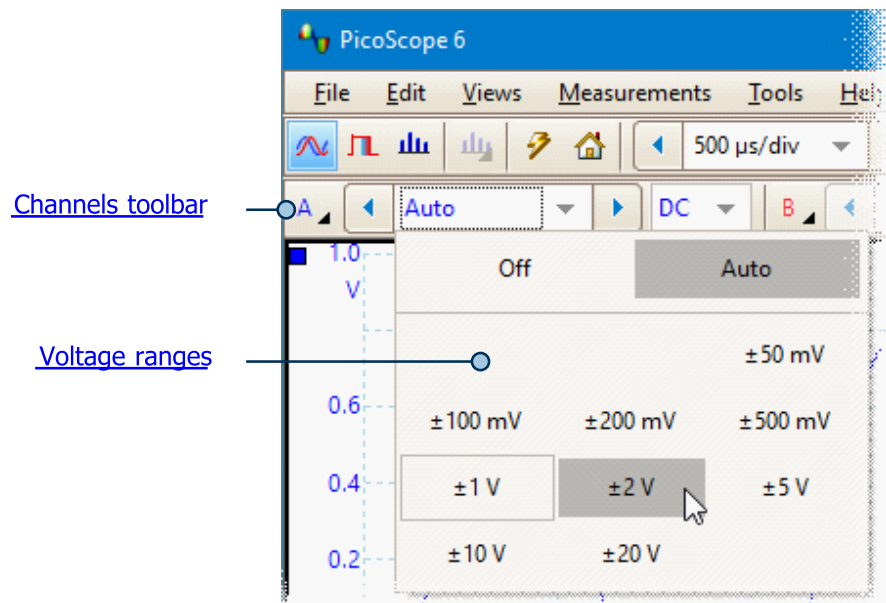 PicoScope 6
File Edit Views Measurements Tools Help
500 µs/div
Channels toolbar
A Auto DC B
1.0 Off Auto
V
Voltage ranges
±50 mV
0.6
±100 mV ±200 mV ±500 mV
0.4 ±1 V ±2 V ±5 V
0.2 ±10 V ±20 V